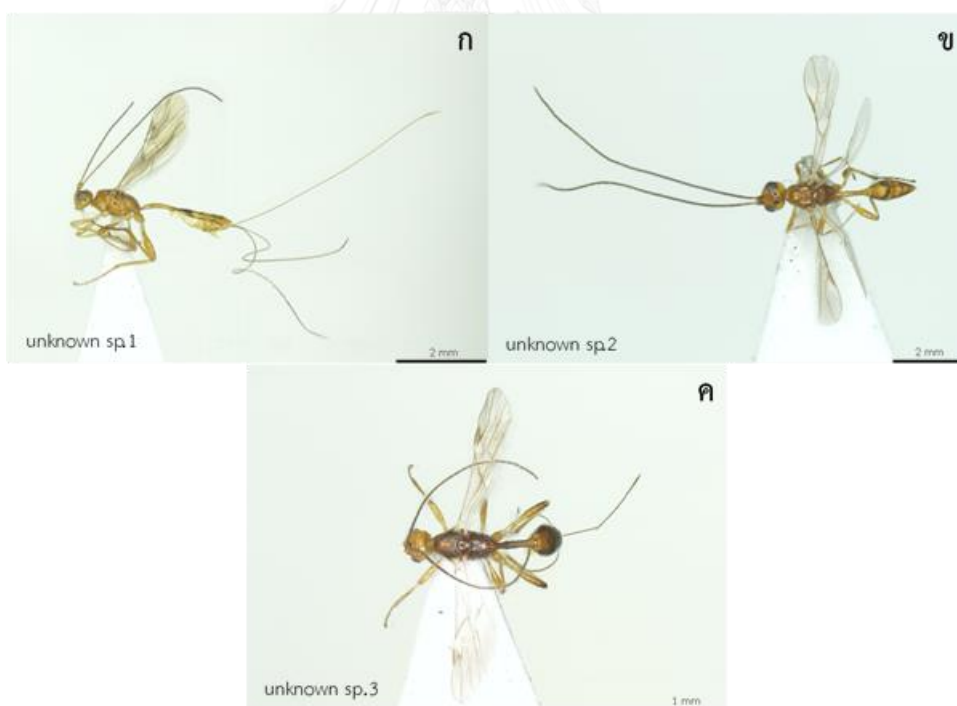 ก
unknown sp.1
2 mm
ข
unknown sp.2
2 mm
ค
unknown sp.3
1 mm